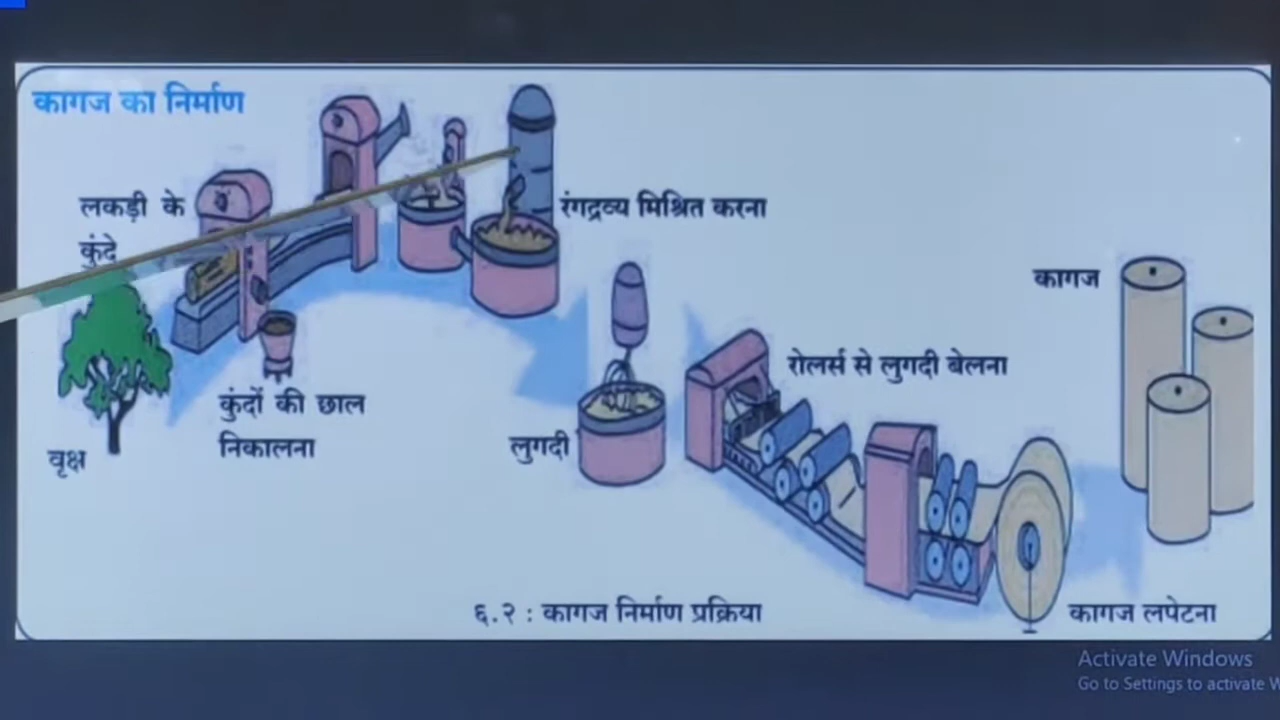 कागज का निर्माण
लकड़ी के
कुंदे
रंगद्रव्य मिश्रित करना
कागज
रोलर्स से लुगदी बेलना
कुंदों की छाल
निकालना
लुगदी
वृक्ष
६.२ : कागज निर्माण प्रक्रिया
कागज लपेटना
Activate Windows
Go to Settings to activate W